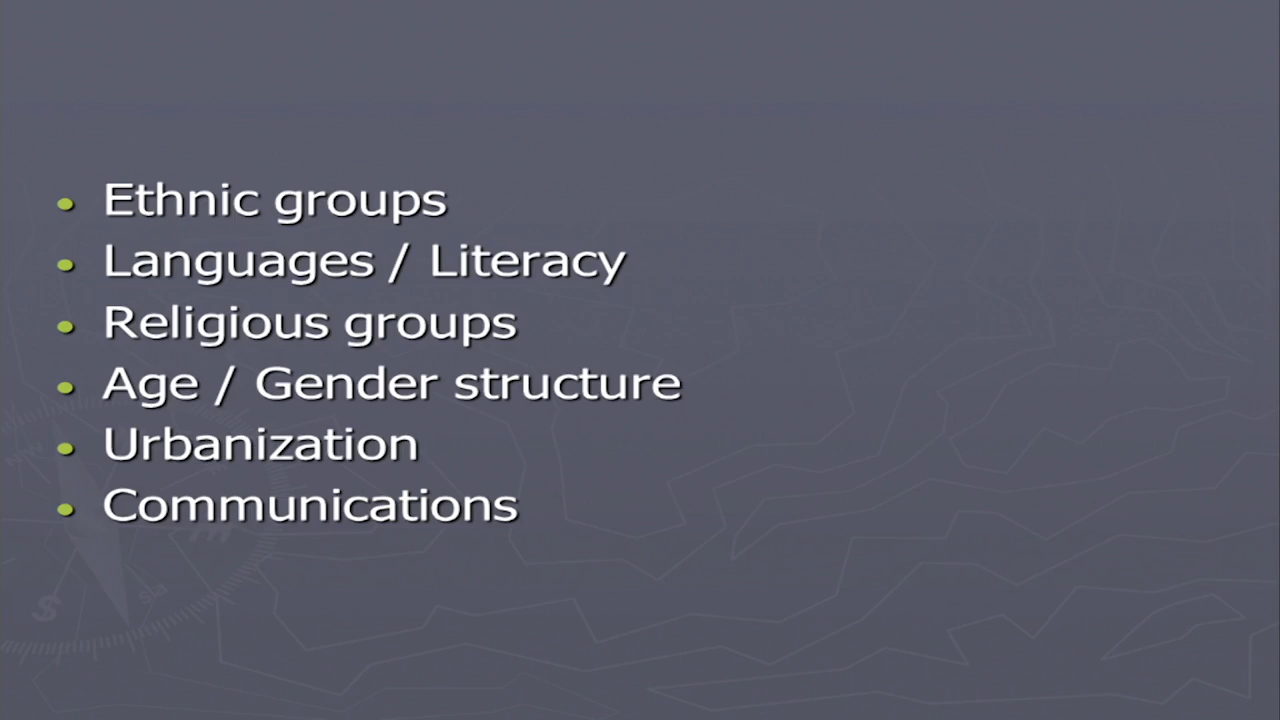 • Ethnic groups
• Languages / Literacy
• Religious groups
• Age / Gender structure
• Urbanization
• Communications